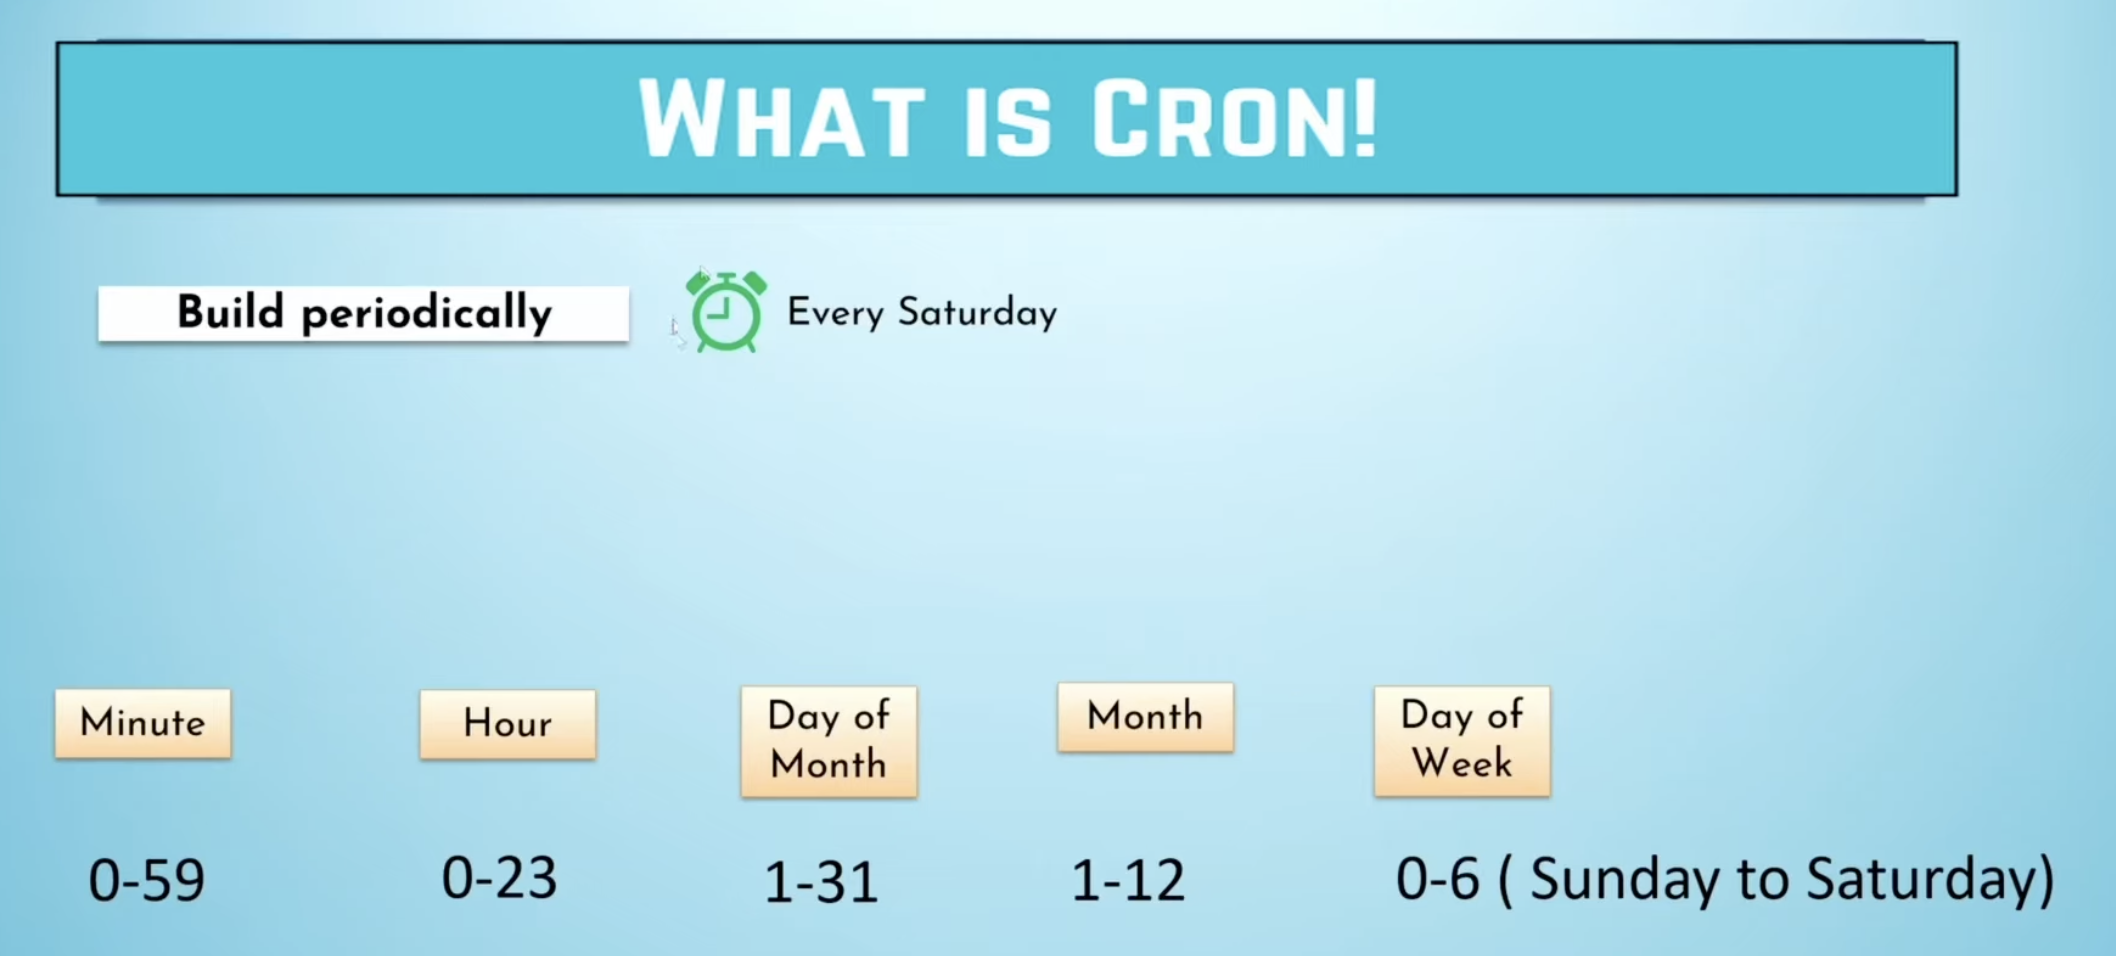 WHAT IS CRON!
Build periodically
Every Saturday
Minute
Hour
Day of
Month
Month
Day of
Week
0-59
0-23
1-31
1-12
0-6 ( Sunday to Saturday)